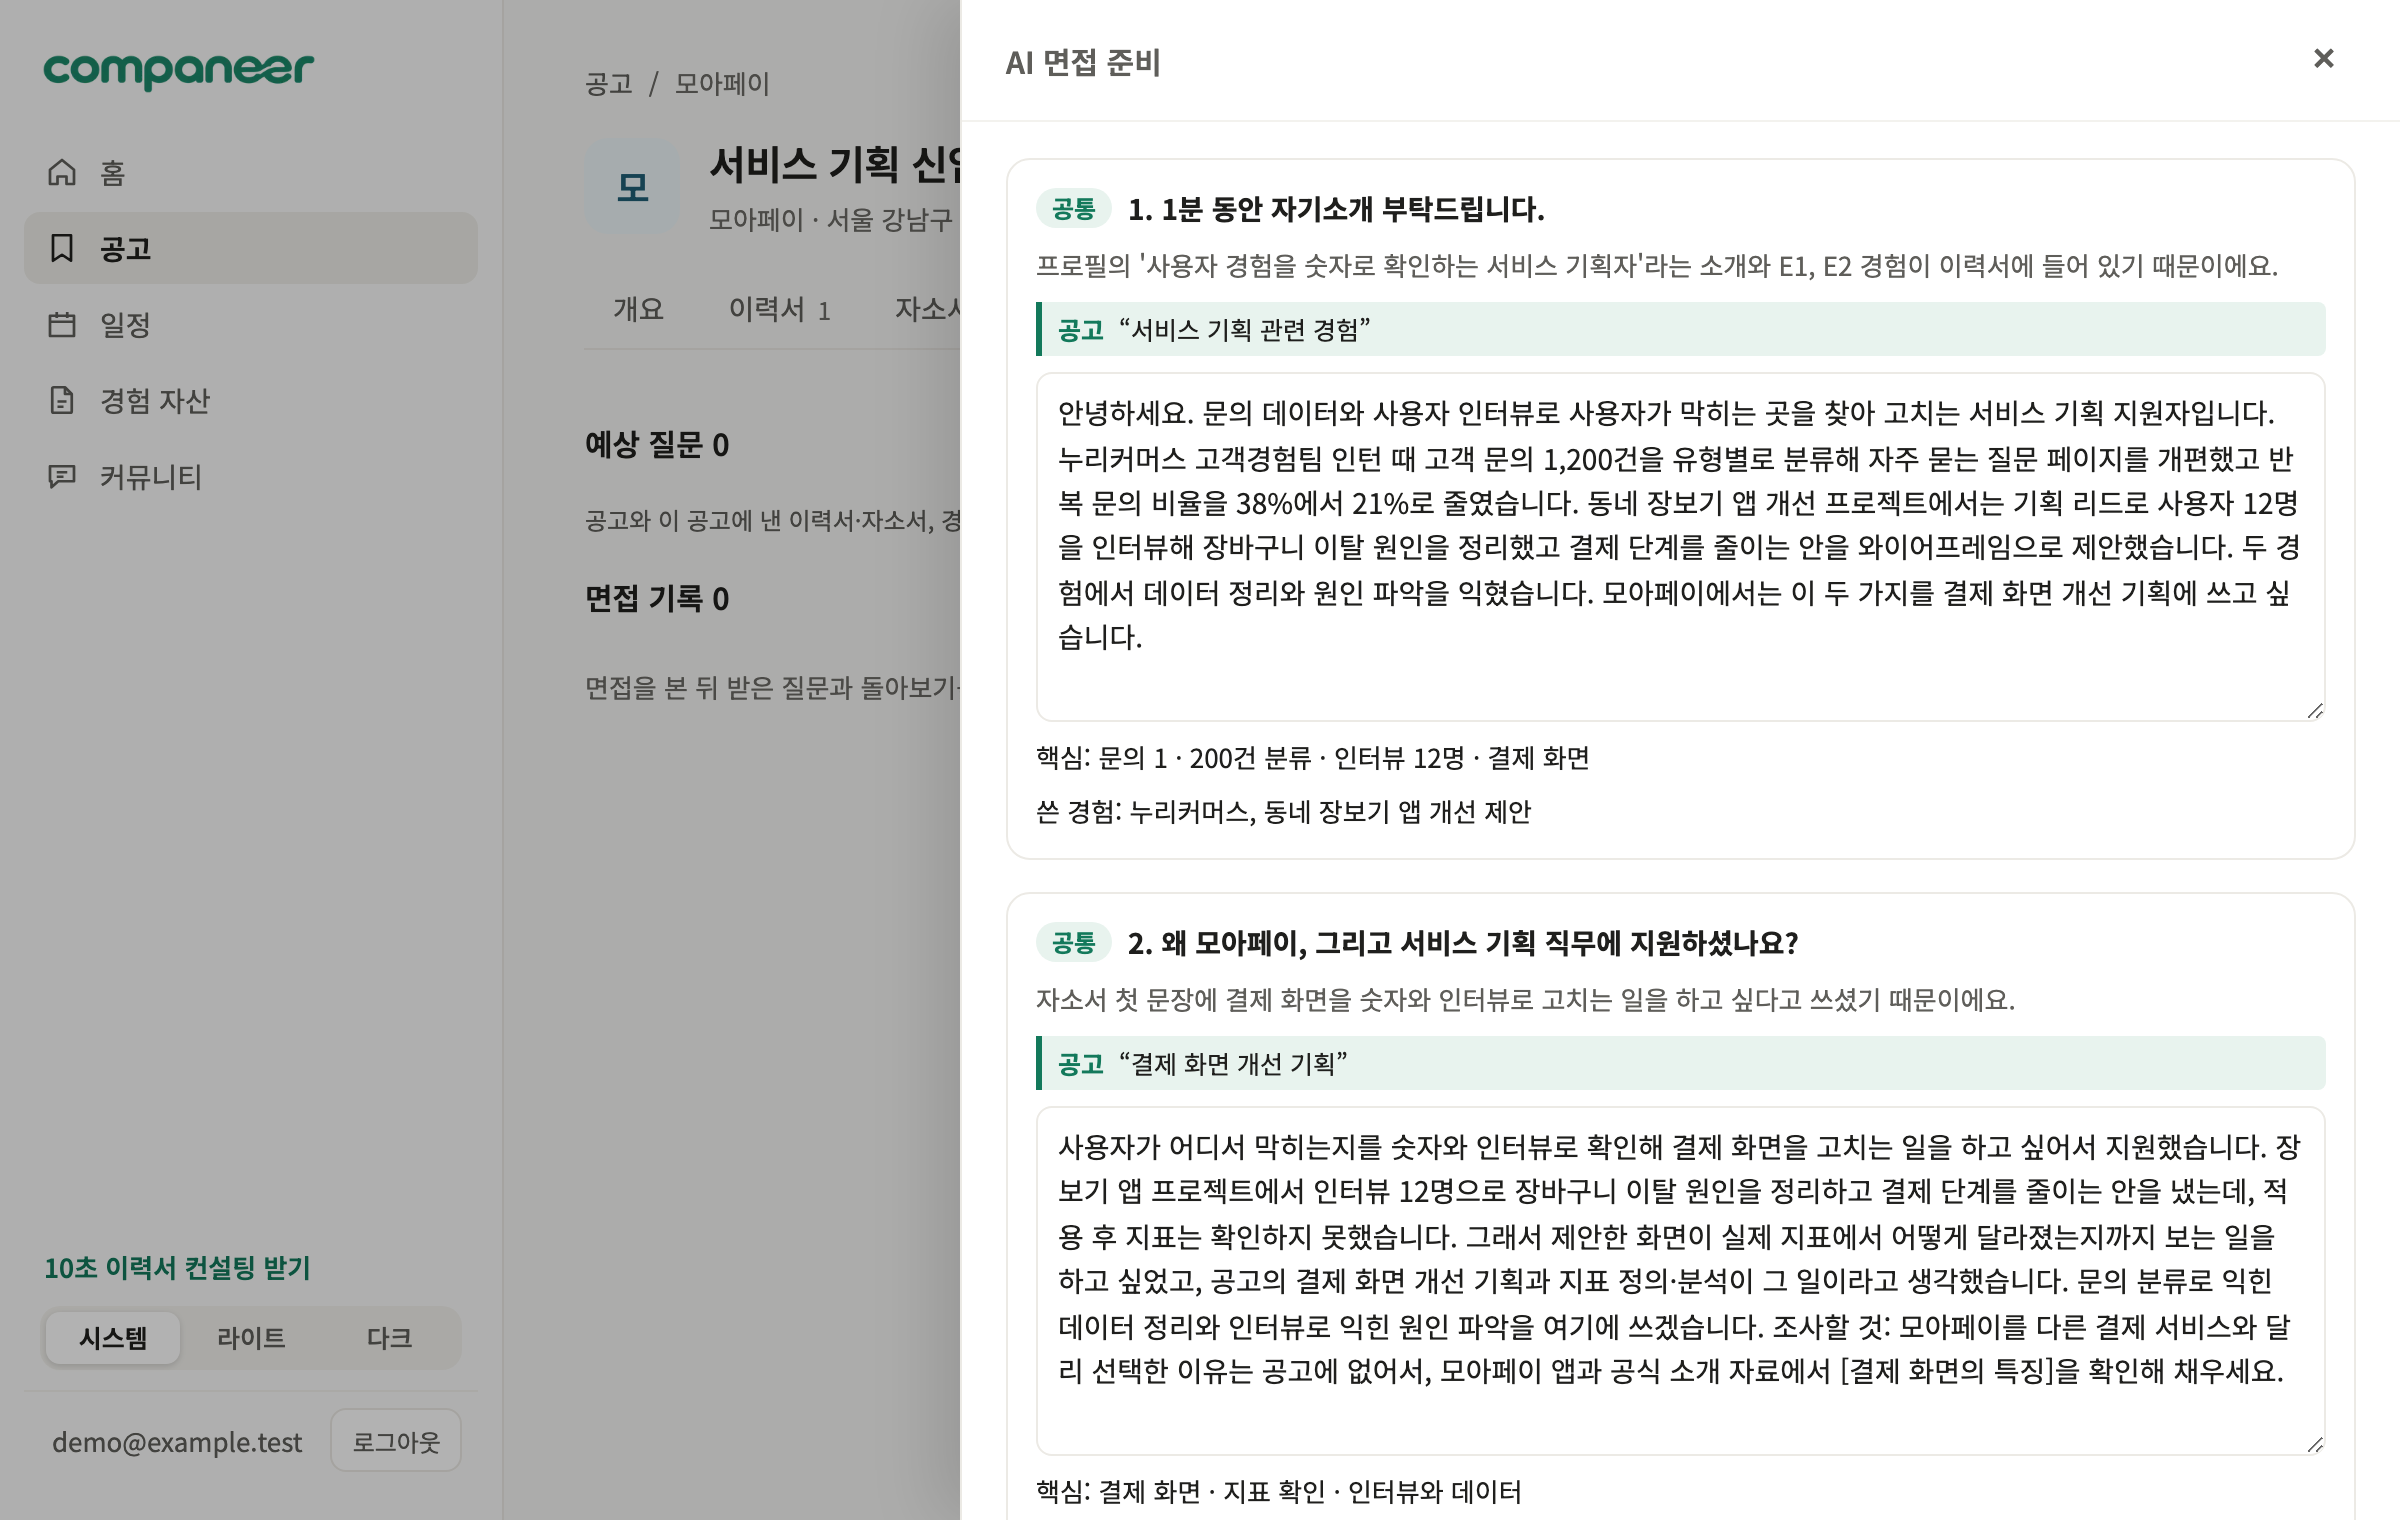 companeer
홈
공고
일정
경험 자산
커뮤니티
10초 이력서 컨설팅 받기
시스템 라이트 다크
demo@example.test 로그아웃
공고 / 모아페이
모
서비스 기획 신
모아페이 · 서울 강남구
개요 이력서 1 자소
예상 질문 0
공고와 이 공고에 낸 이력서·자소서, 경
면접 기록 0
면접을 본 뒤 받은 질문과 돌아보기
AI 면접 준비
공통 1. 1분 동안 자기소개 부탁드립니다.
프로필의 '사용자 경험을 숫자로 확인하는 서비스 기획자'라는 소개와 E1, E2 경험이 이력서에 들어 있기 때문이에요.
공고 “서비스 기획 관련 경험”
안녕하세요. 문의 데이터와 사용자 인터뷰로 사용자가 막히는 곳을 찾아 고치는 서비스 기획 지원자입니다.
누리커머스 고객경험팀 인턴 때 고객 문의 1,200건을 유형별로 분류해 자주 묻는 질문 페이지를 개편했고 반
복 문의 비율을 38%에서 21%로 줄였습니다. 동네 장보기 앱 개선 프로젝트에서는 기획 리드로 사용자 12명
을 인터뷰해 장바구니 이탈 원인을 정리했고 결제 단계를 줄이는 안을 와이어프레임으로 제안했습니다. 두 경
험에서 데이터 정리와 원인 파악을 익혔습니다. 모아페이에서는 이 두 가지를 결제 화면 개선 기획에 쓰고 싶
습니다.
핵심: 문의 1 · 200건 분류 · 인터뷰 12명 · 결제 화면
쓴 경험: 누리커머스, 동네 장보기 앱 개선 제안
공통 2. 왜 모아페이, 그리고 서비스 기획 직무에 지원하셨나요?
자소서 첫 문장에 결제 화면을 숫자와 인터뷰로 고치는 일을 하고 싶다고 쓰셨기 때문이에요.
공고 “결제 화면 개선 기획”
사용자가 어디서 막히는지를 숫자와 인터뷰로 확인해 결제 화면을 고치는 일을 하고 싶어서 지원했습니다. 장
보기 앱 프로젝트에서 인터뷰 12명으로 장바구니 이탈 원인을 정리하고 결제 단계를 줄이는 안을 냈는데, 적
용 후 지표는 확인하지 못했습니다. 그래서 제안한 화면이 실제 지표에서 어떻게 달라졌는지까지 보는 일을
하고 싶었고, 공고의 결제 화면 개선 기획과 지표 정의·분석이 그 일이라고 생각했습니다. 문의 분류로 익힌
데이터 정리와 인터뷰로 익힌 원인 파악을 여기에 쓰겠습니다. 조사할 것: 모아페이를 다른 결제 서비스와 달
리 선택한 이유는 공고에 없어서, 모아페이 앱과 공식 소개 자료에서 [결제 화면의 특징]을 확인해 채우세요.
핵심: 결제 화면 · 지표 확인 · 인터뷰와 데이터